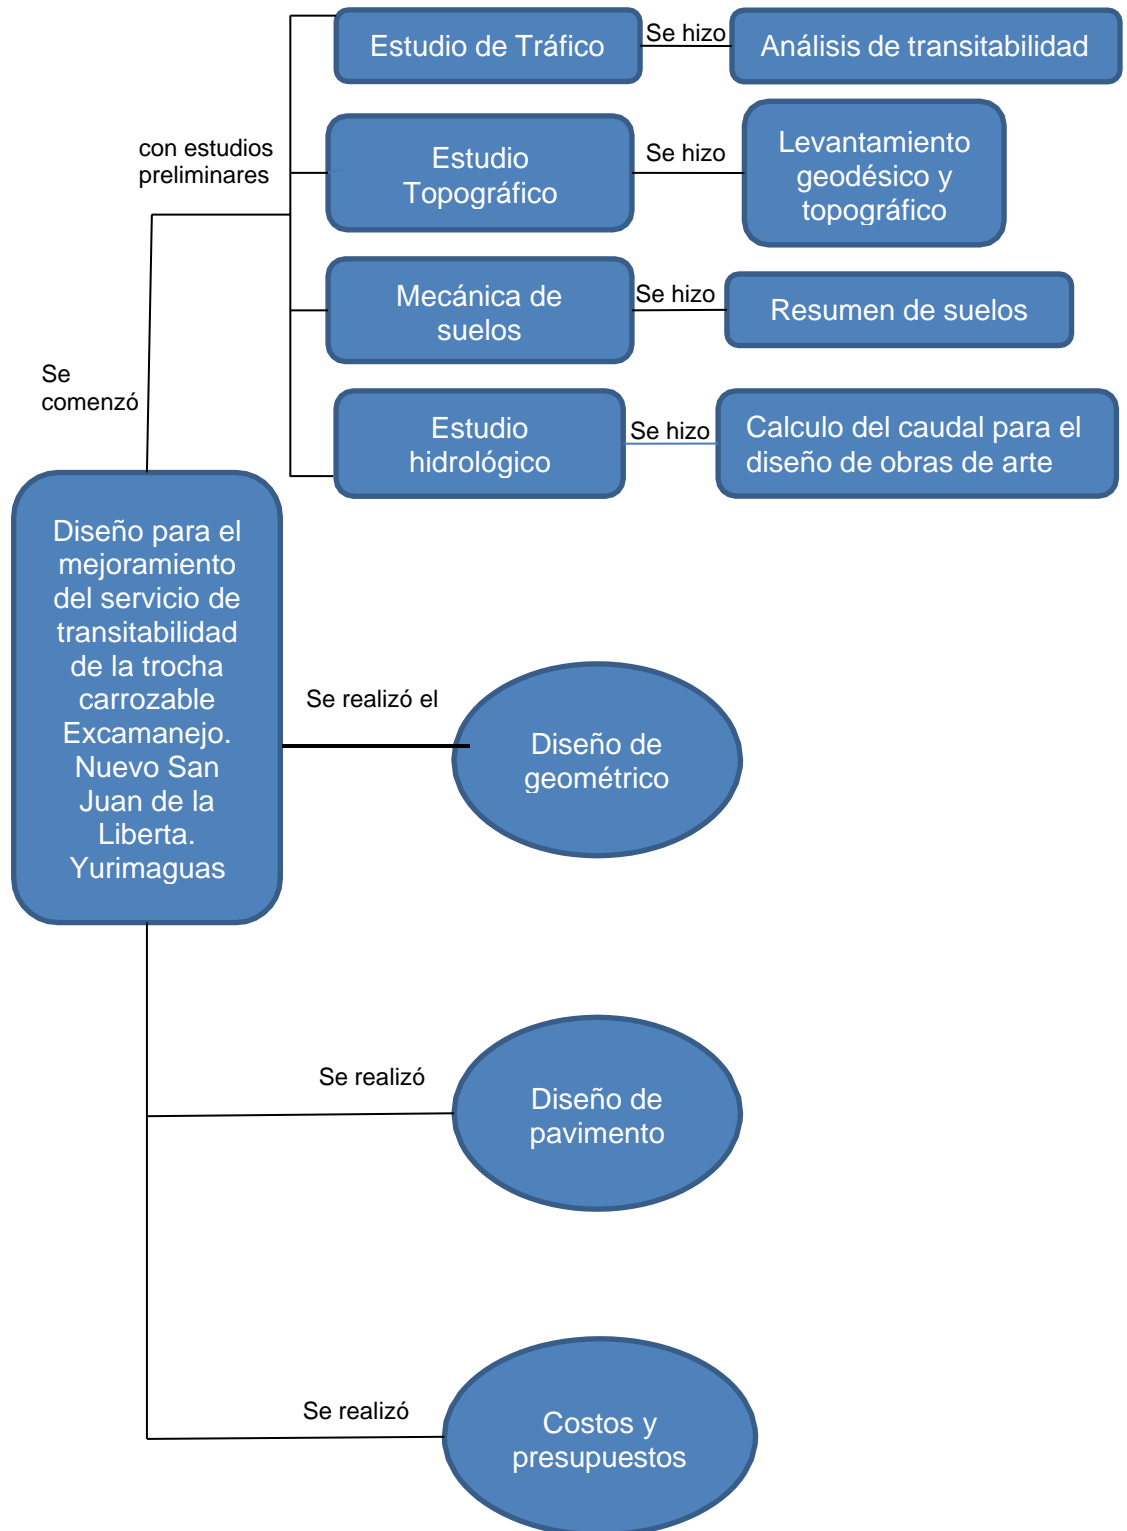 Estudio de Tráfico
Se hizo
Análisis de transitabilidad
con estudios
preliminares
Estudio
Topográfico
Se hizo
Levantamiento
geodésico y
topográfico
Mecánica de
suelos
Se hizo
Resumen de suelos
Se
comenzó
Estudio
hidrológico
Se hizo
Calculo del caudal para el
diseño de obras de arte
Diseño para el
mejoramiento
del servicio de
transitabilidad
de la trocha
carrozable
Excamanejo.
Nuevo San
Juan de la
Liberta.
Yurimaguas
Se realizó el
Diseño de
geométrico
Se realizó
Diseño de
pavimento
Se realizó
Costos y
presupuestos